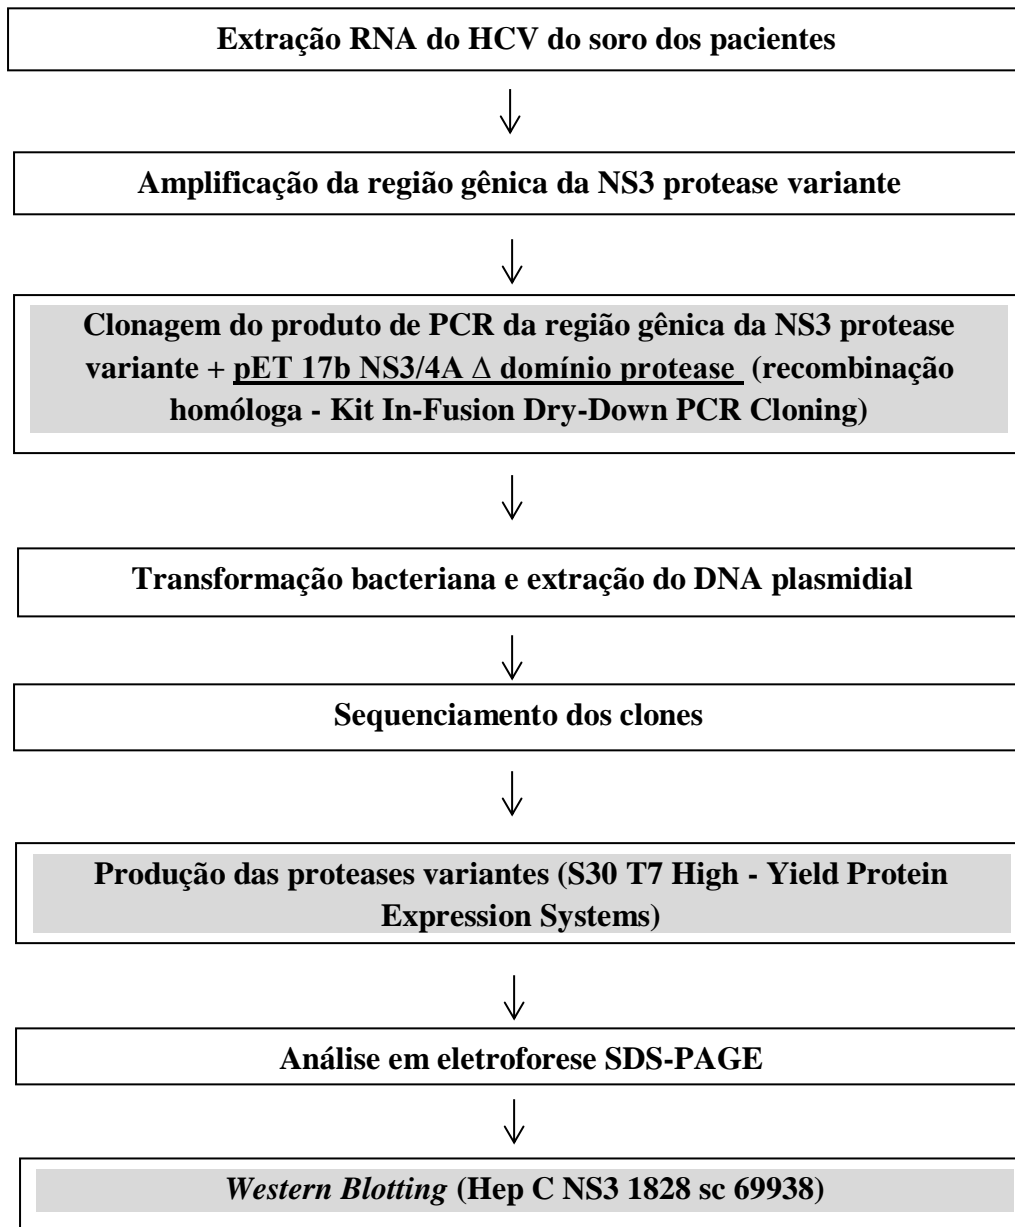 Extração RNA do HCV do soro dos pacientes
Amplificação da região gênica da NS3 protease variante
Clonagem do produto de PCR da região gênica da NS3 protease
variante + pET 17b NS3/4A Δ domínio protease (recombinação
homóloga - Kit In-Fusion Dry-Down PCR Cloning)
Transformação bacteriana e extração do DNA plasmidial
Sequenciamento dos clones
Produção das proteases variantes (S30 T7 High - Yield Protein
Expression Systems)
Análise em eletroforese SDS-PAGE
Western Blotting (Hep C NS3 1828 sc 69938)